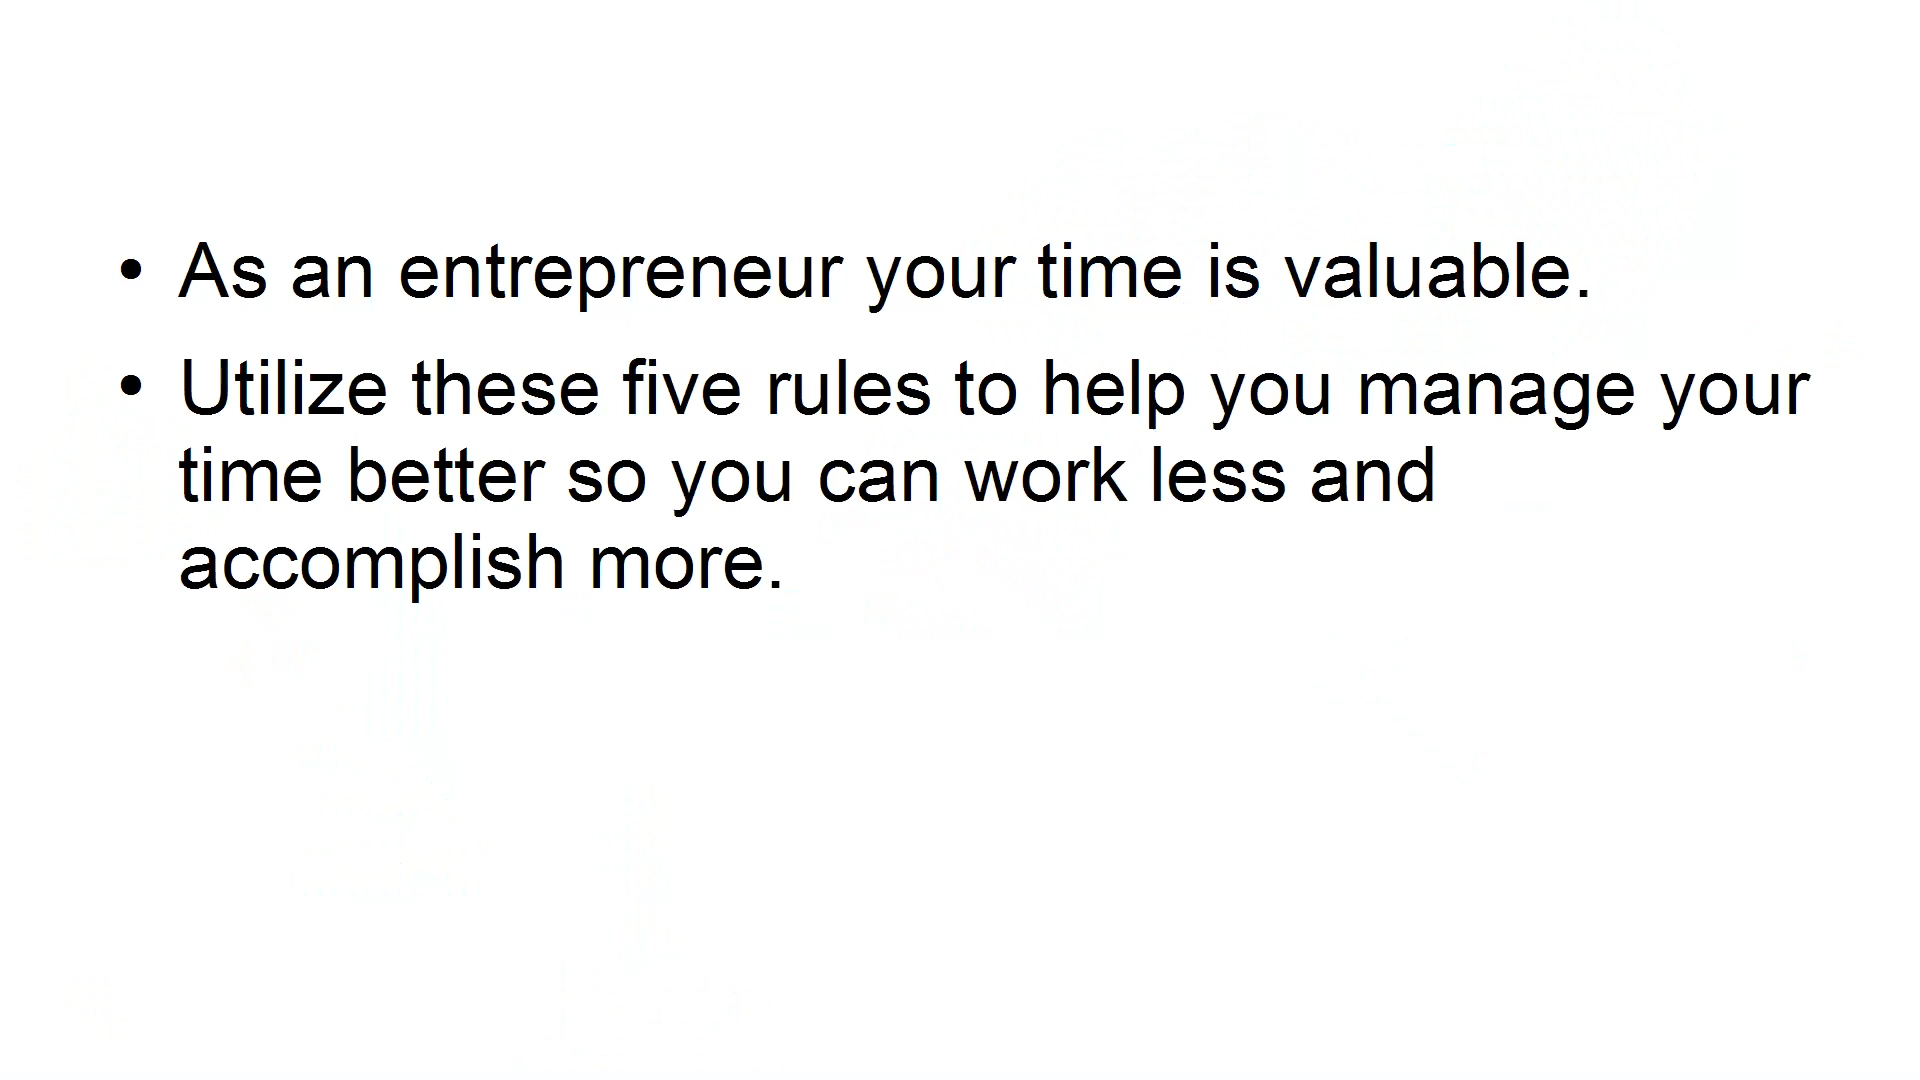 • As an entrepreneur your time is valuable.
• Utilize these five rules to help you manage your
time better so you can work less and
accomplish more.